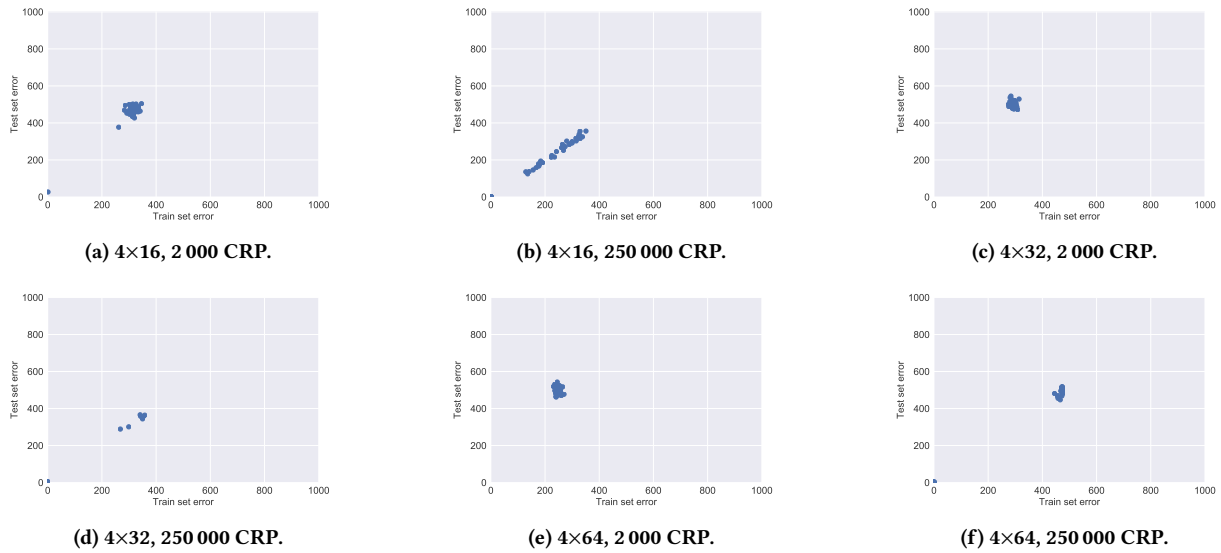 1000
800
600
400
200
0
Test set error
0 200 400 600 800 1000
Train set error
(a) 4×16, 2 000 CRP.
1000
800
600
400
200
0
Test set error
0 200 400 600 800 1000
Train set error
(b) 4×16, 250 000 CRP.
1000
800
600
400
200
0
Test set error
0 200 400 600 800 1000
Train set error
(c) 4×32, 2 000 CRP.
1000
800
600
400
200
0
Test set error
0 200 400 600 800 1000
Train set error
(d) 4×32, 250 000 CRP.
1000
800
600
400
200
0
Test set error
0 200 400 600 800 1000
Train set error
(e) 4×64, 2 000 CRP.
1000
800
600
400
200
0
Test set error
0 200 400 600 800 1000
Train set error
(f) 4×64, 250 000 CRP.